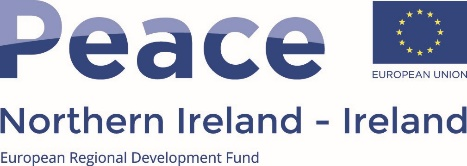 Peace
EUROPEAN UNION
Northern Ireland - Ireland
European Regional Development Fund